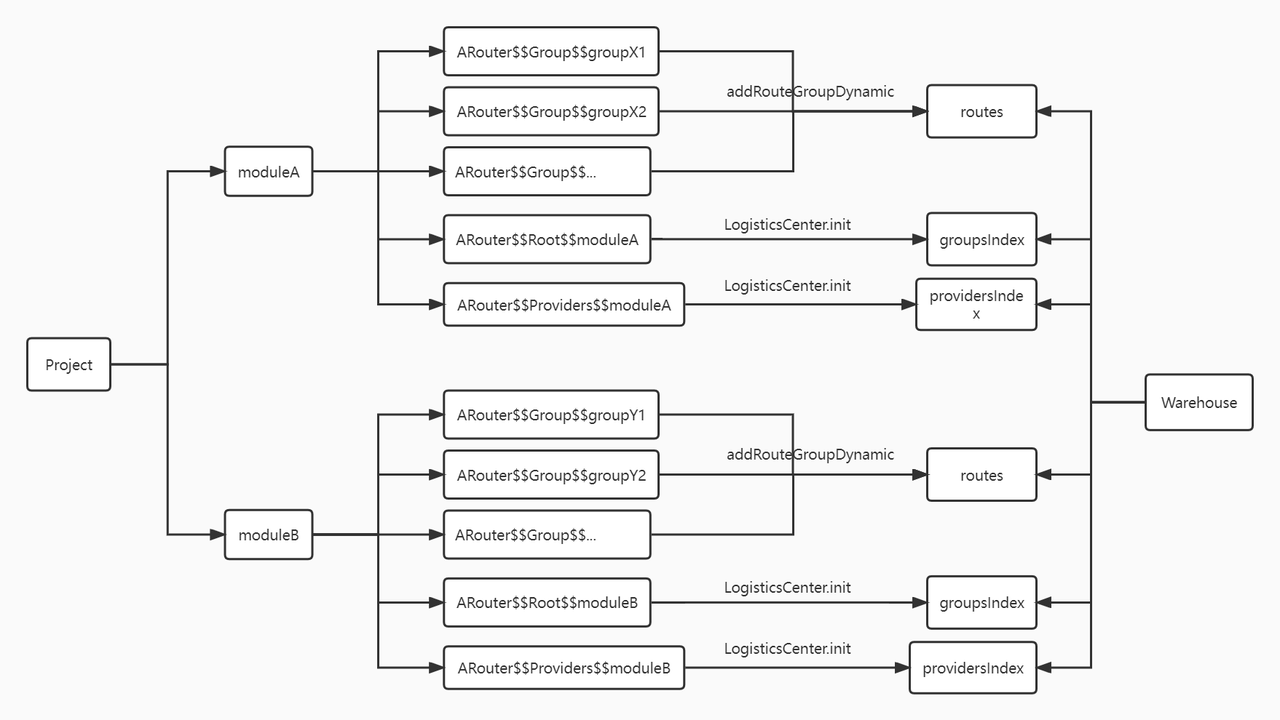 ARouter$$Group$$groupX1
addRouteGroupDynamic
ARouter$$Group$$groupX2
routes
moduleA
ARouter$$Group$$...
LogisticsCenter.init
ARouter$$Root$$moduleA
groupsIndex
LogisticsCenter.init
ARouter$$Providers$$moduleA
providersInde
x
Project
Warehouse
ARouter$$Group$$groupY1
addRouteGroupDynamic
ARouter$$Group$$groupY2
routes
moduleB
ARouter$$Group$$...
LogisticsCenter.init
ARouter$$Root$$moduleB
groupsIndex
LogisticsCenter.init
ARouter$$Providers$$moduleB
providersIndex